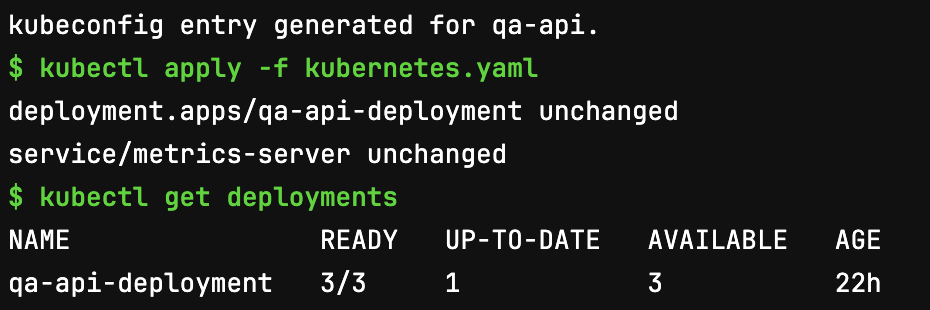 kubeconfig entry generated for qa-api.
$ kubectl apply -f kubernetes.yaml
deployment.apps/qa-api-deployment unchanged
service/metrics-server unchanged
$ kubectl get deployments
NAME                READY   UP-TO-DATE   AVAILABLE   AGE
qa-api-deployment   3/3     1            3           22h